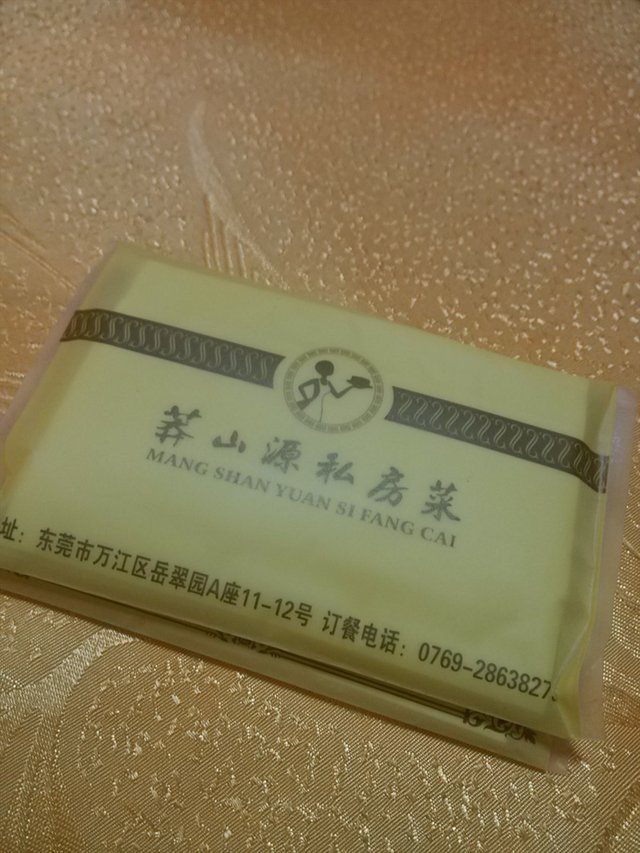 莽山源私房菜
MANG SHAN YUAN SI FANG CAI
址：东莞市万江区岳翠园A座11-12号 订餐电话：0769-2863827